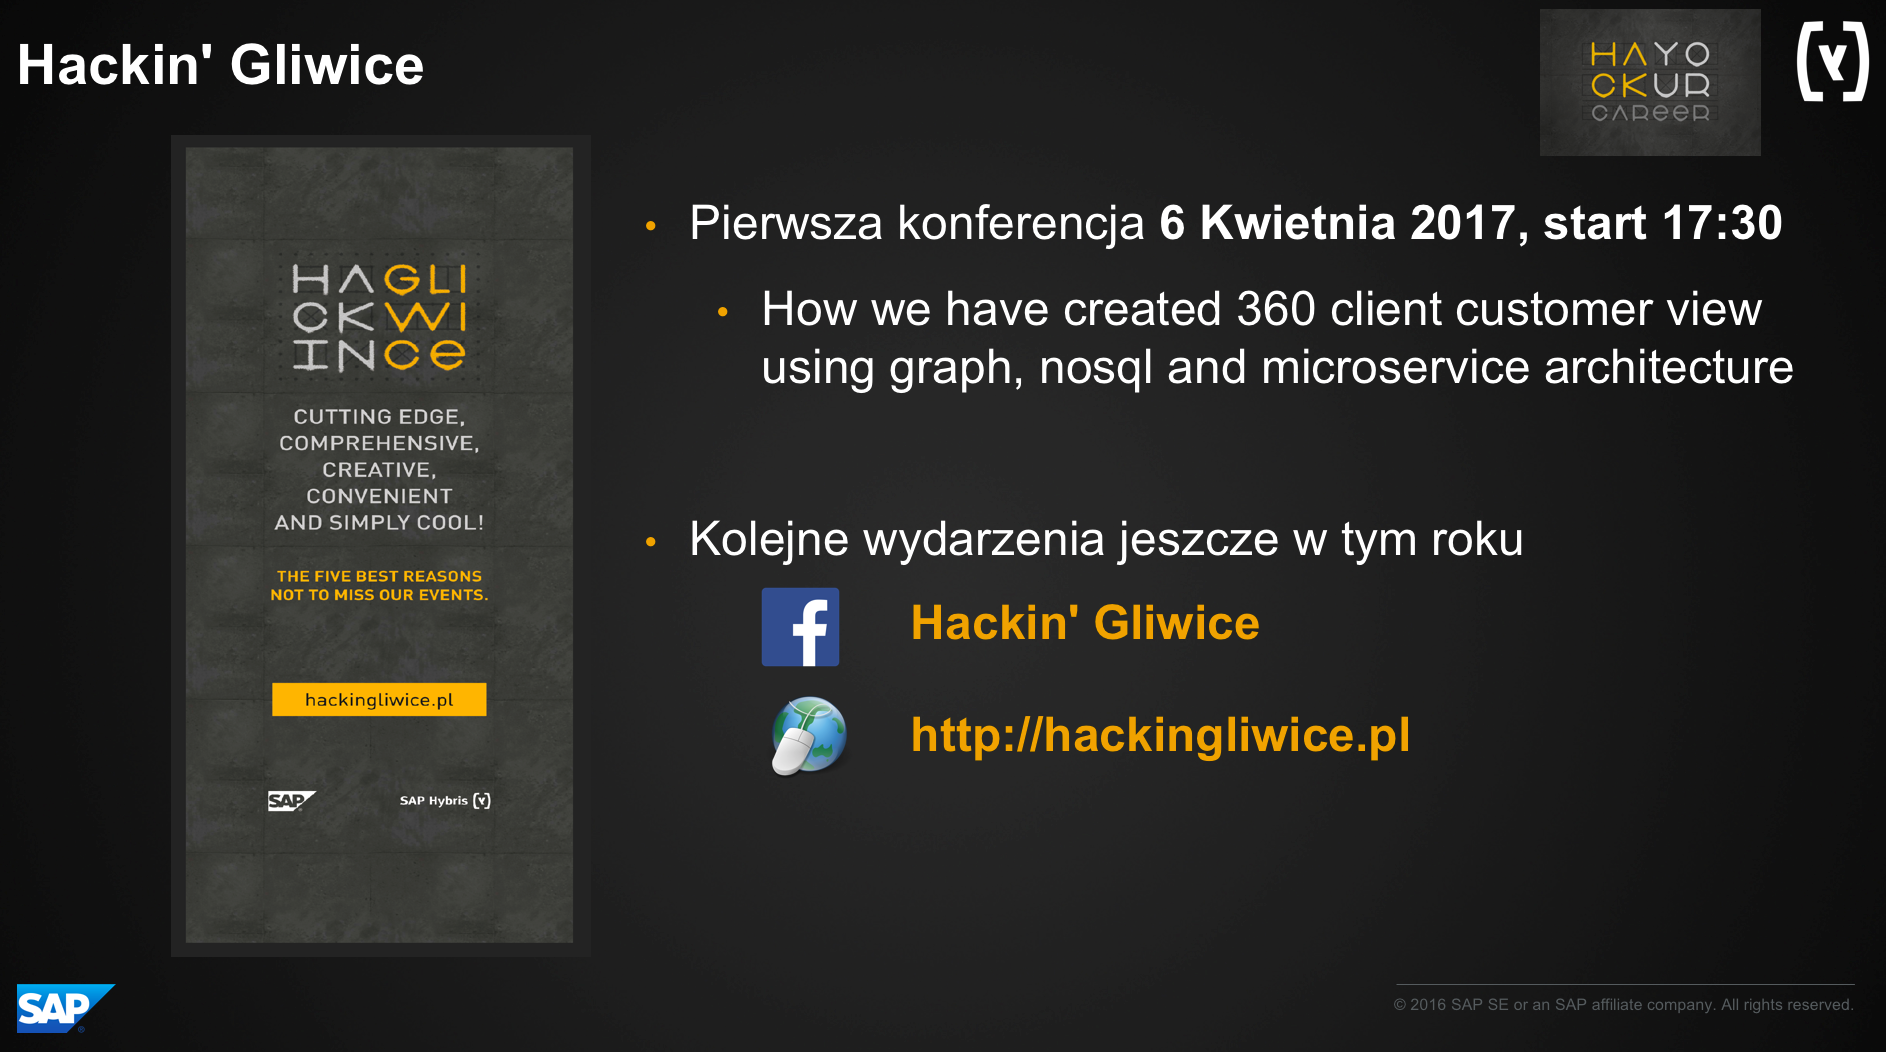 Hackin' Gliwice
HAYO
CKUR
CAREER
HAGLI
CKWI
INCE
CUTTING EDGE,
COMPREHENSIVE,
CREATIVE,
CONVENIENT
AND SIMPLY COOL!
THE FIVE BEST REASONS
NOT TO MISS OUR EVENTS.
hackingliwice.pl
SAP SAP Hybris (y)
• Pierwsza konferencja 6 Kwietnia 2017, start 17:30
• How we have created 360 client customer view
using graph, nosql and microservice architecture
• Kolejne wydarzenia jeszcze w tym roku
f Hackin' Gliwice
http://hackingliwice.pl
SAP ®
© 2016 SAP SE or an SAP affiliate company. All rights reserved.